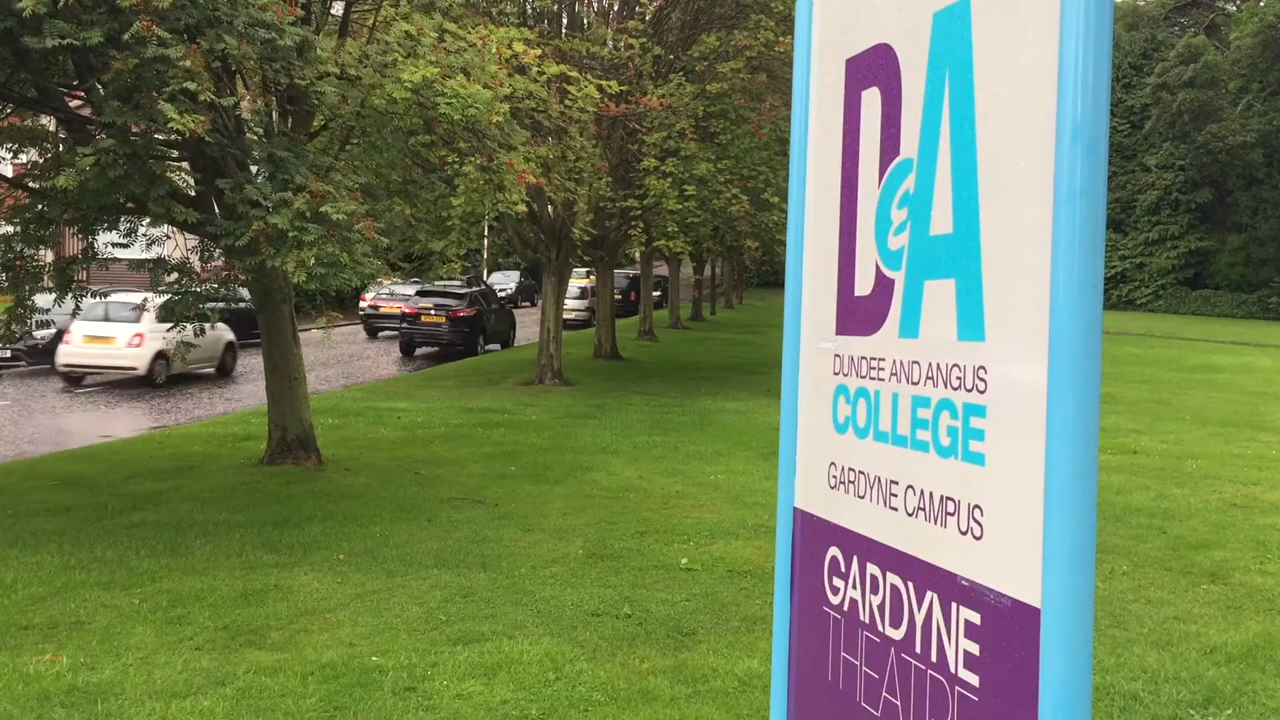 D&A
DUNDEE AND ANGUS
COLLEGE
GARDYNE CAMPUS
GARDYNE
THEATRE